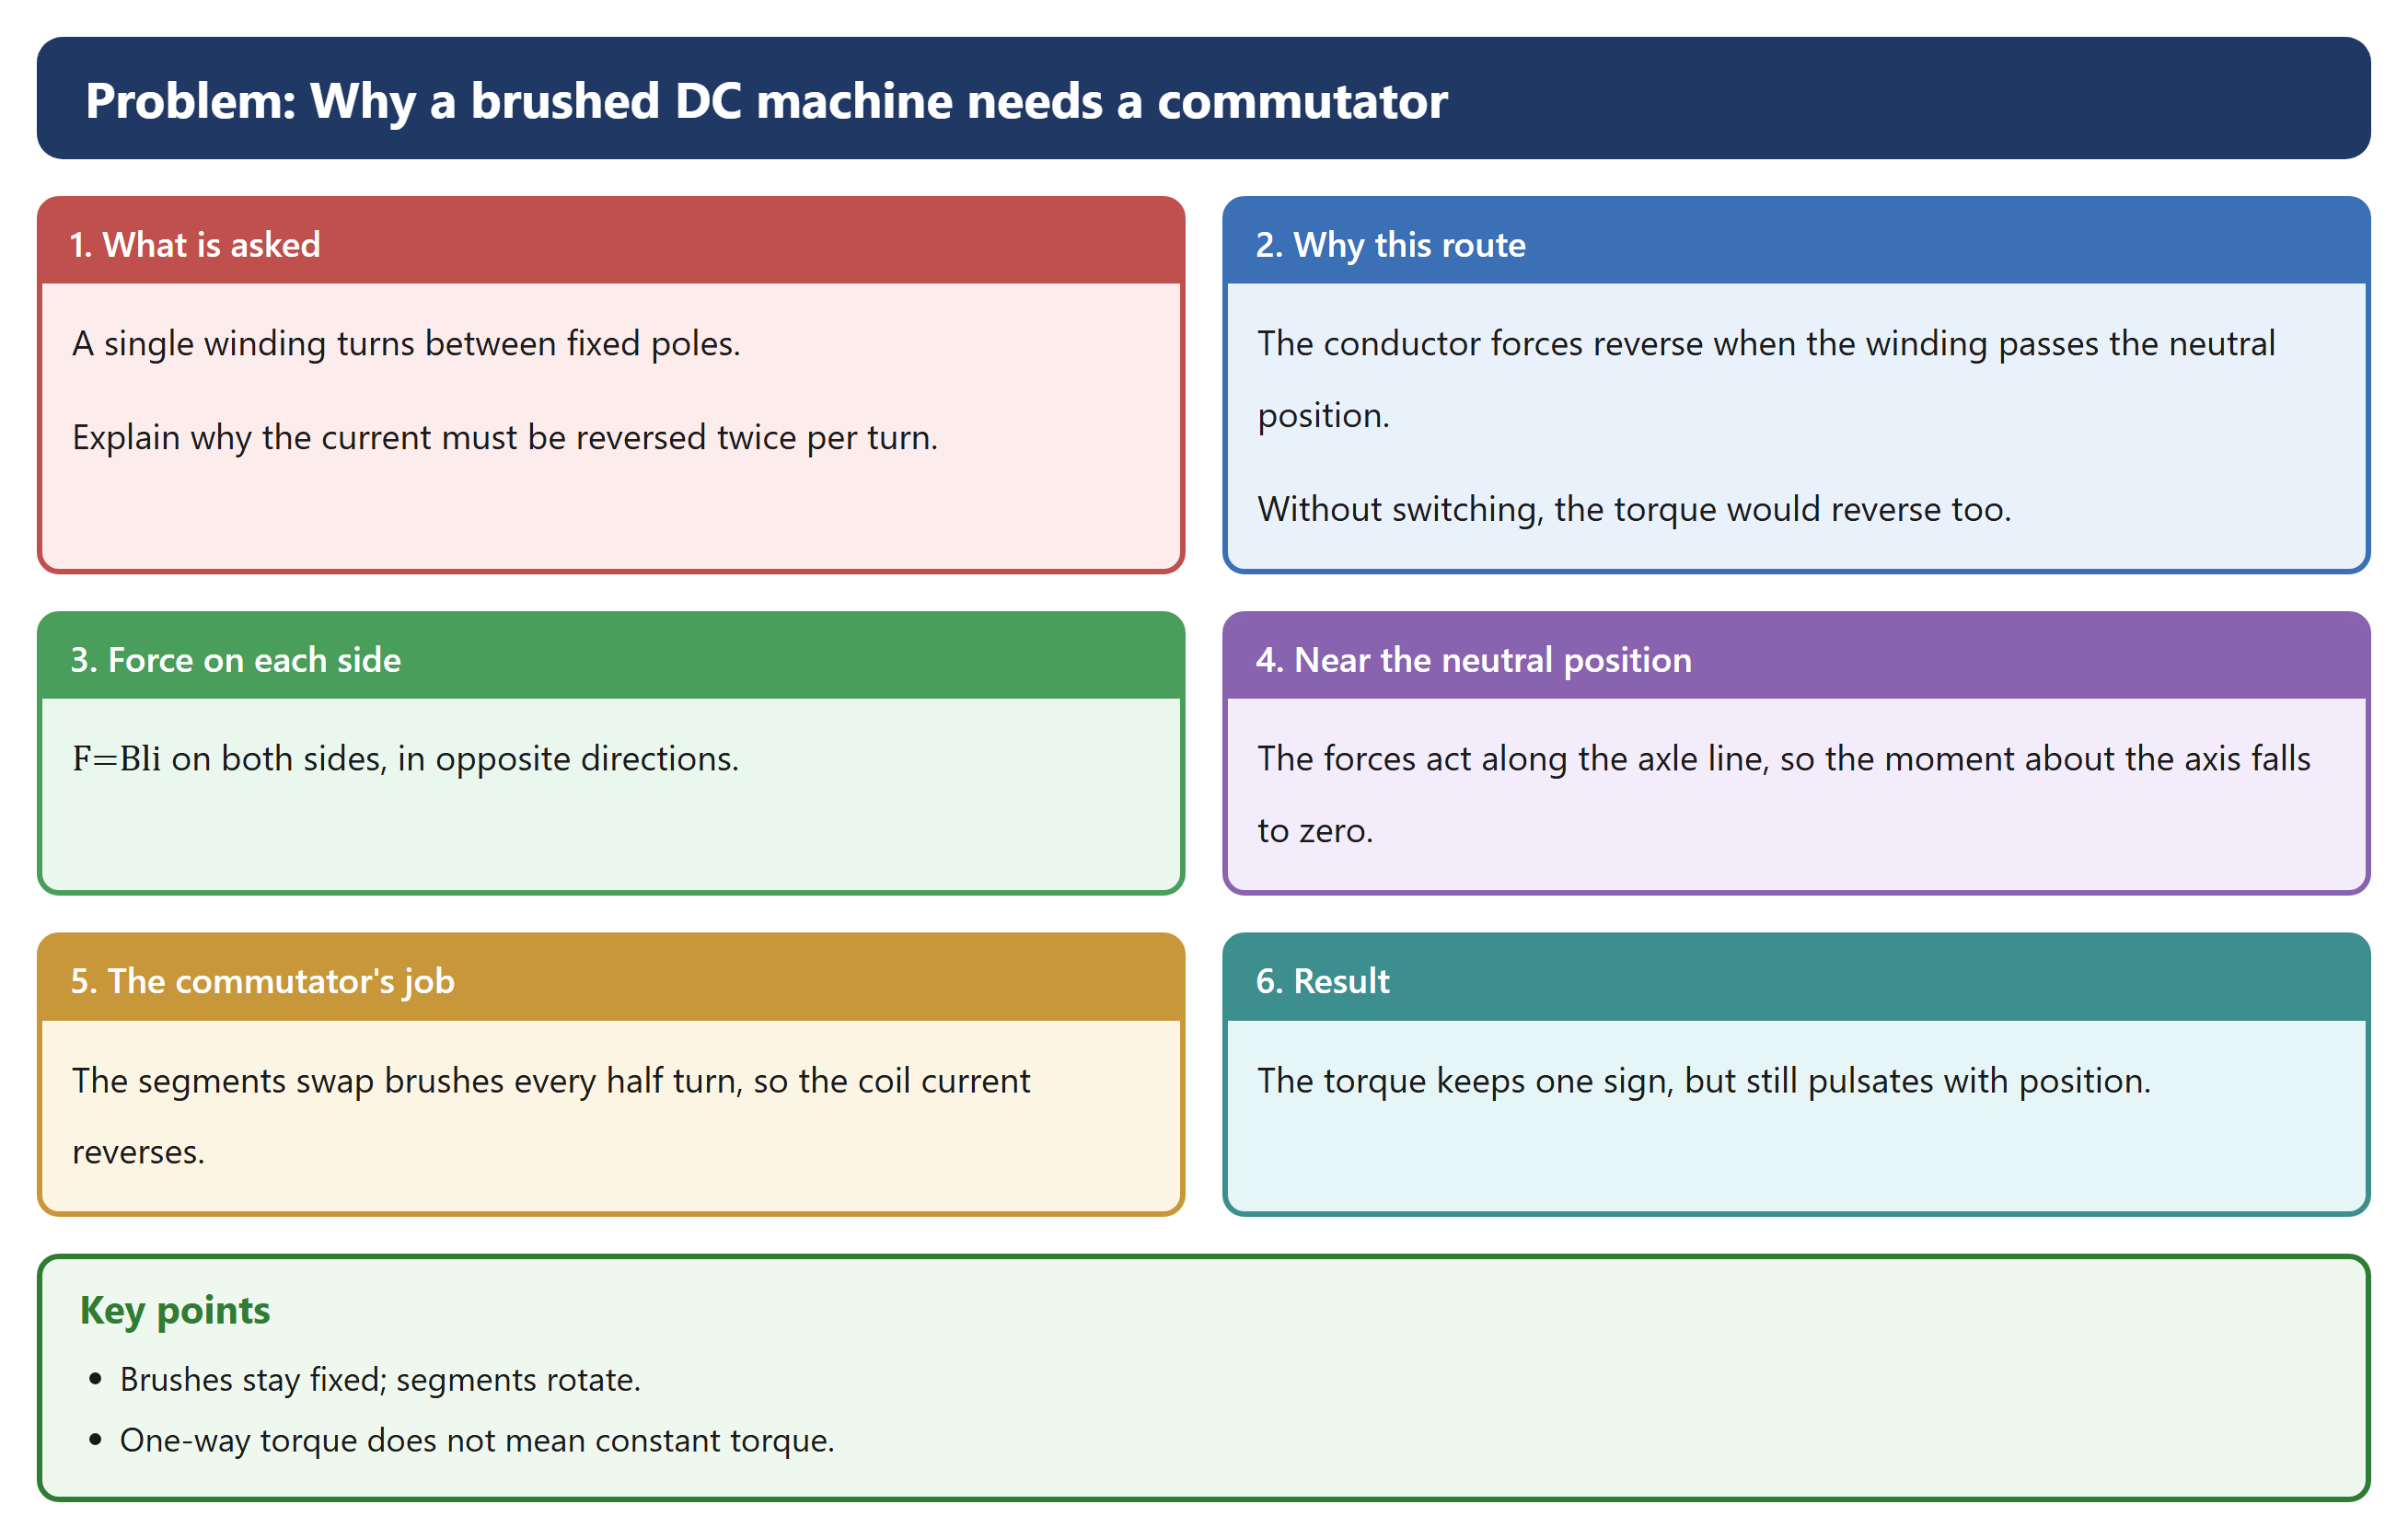 Problem: Why a brushed DC machine needs a commutator
1. What is asked
A single winding turns between fixed poles.
Explain why the current must be reversed twice per turn.
2. Why this route
The conductor forces reverse when the winding passes the neutral
position.
Without switching, the torque would reverse too.
3. Force on each side
F=Bli on both sides, in opposite directions.
4. Near the neutral position
The forces act along the axle line, so the moment about the axis falls
to zero.
5. The commutator's job
The segments swap brushes every half turn, so the coil current
reverses.
6. Result
The torque keeps one sign, but still pulsates with position.
Key points
• Brushes stay fixed; segments rotate.
• One-way torque does not mean constant torque.